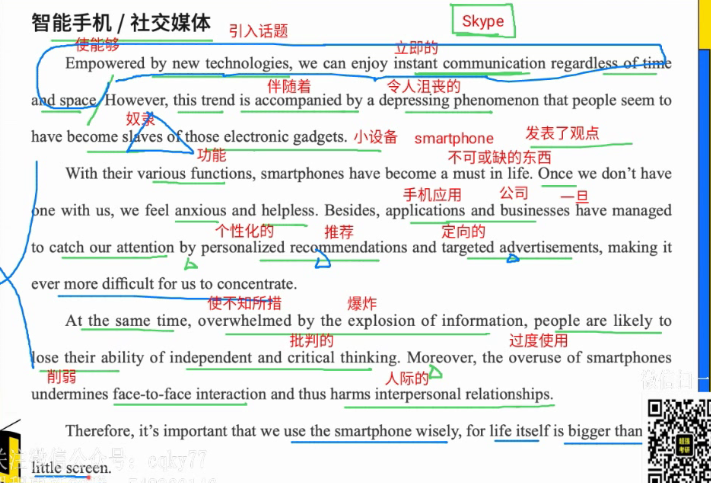 智能手机 / 社交媒体
引入话题
Skype
使能够
立即的
Empowered by new technologies, we can enjoy instant communication regardless of time
伴随着
令人沮丧的
and space. However, this trend is accompanied by a depressing phenomenon that people seem to
奴隶
have become slaves of those electronic gadgets.
小设备
smartphone
发表了观点
功能
不可或缺的东西
With their various functions, smartphones have become a must in life. Once we don't have
手机应用
公司
一旦
one with us, we feel anxious and helpless. Besides, applications and businesses have managed
个性化的
推荐
定向的
to catch our attention by personalized recommendations and targeted advertisements, making it
ever more difficult for us to concentrate.
使不知所措
爆炸
At the same time, overwhelmed by the explosion of information, people are likely to
批判的
过度使用
lose their ability of independent and critical thinking. Moreover, the overuse of smartphones
削弱
人际的
undermines face-to-face interaction and thus harms interpersonal relationships.
Therefore, it's important that we use the smartphone wisely, for life itself is bigger than
little screen.